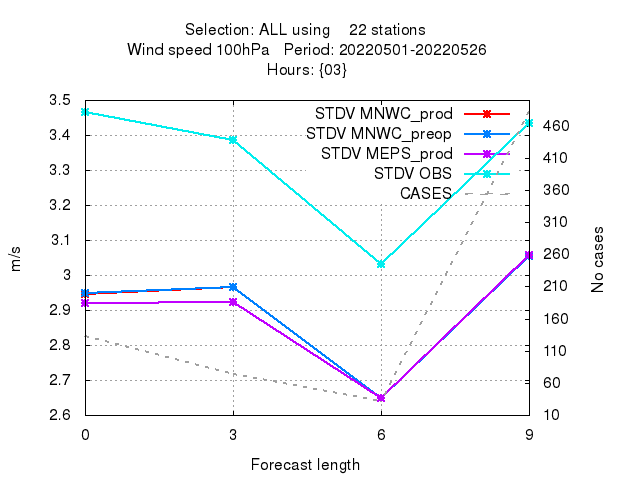 Selection: ALL using 22 stations
Wind speed 100hPa Period: 20220501-20220526
Hours: {03}
STDV MNWC_prod
STDV MNWC_preop
STDV MEPS_prod
STDV OBS
CASES
3.5
3.4
3.3
3.2
3.1
3
2.9
2.8
2.7
2.6
m/s
460
410
360
310
260
210
160
110
60
10
No cases
0 3 6 9
Forecast length